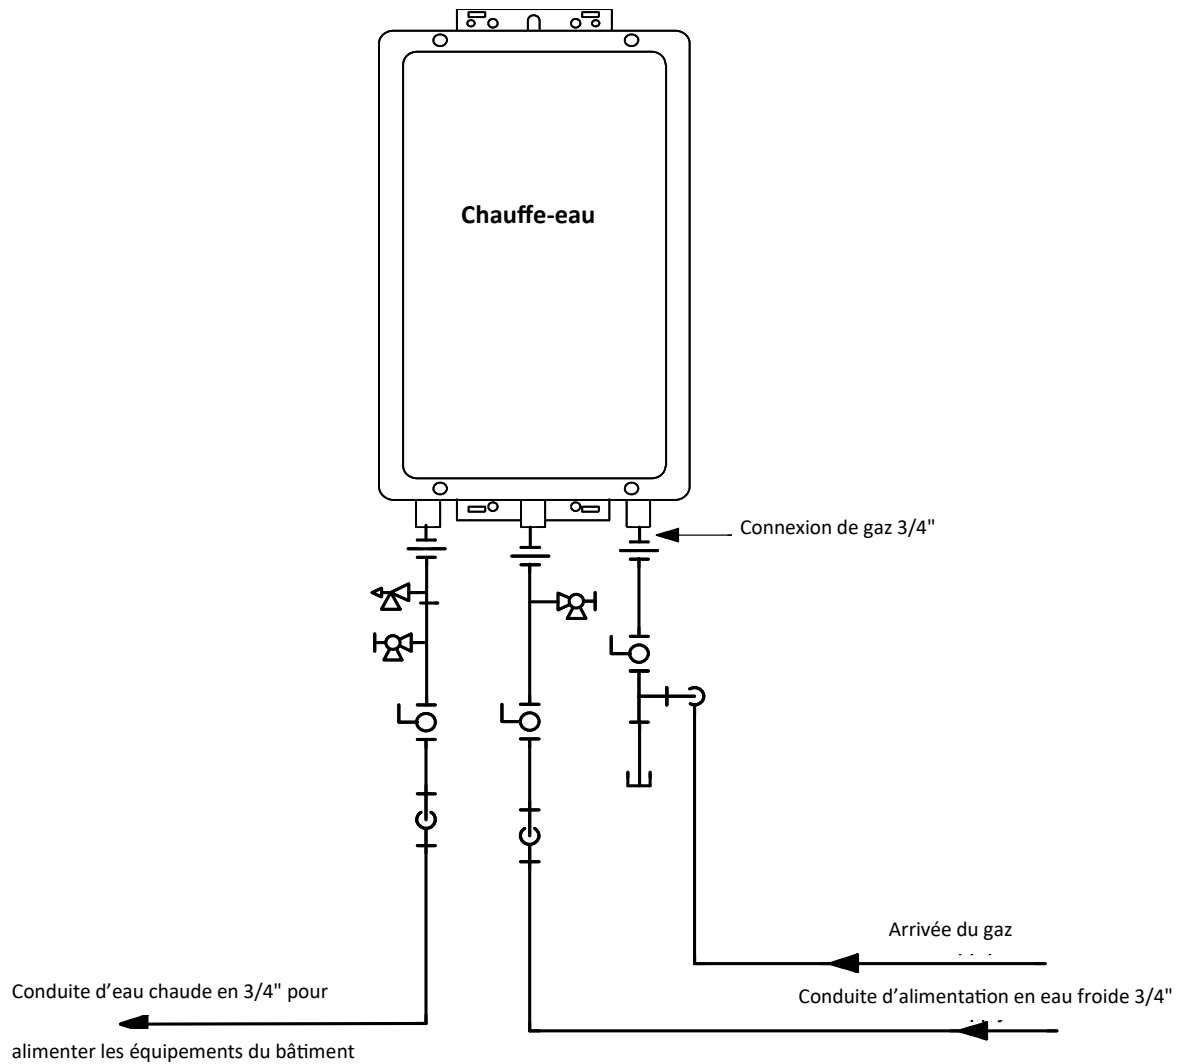 Chauffe-eau
Connexion de gaz 3/4"
Arrivée du gaz
Conduite d’eau chaude en 3/4" pour
alimenter les équipements du bâtiment
Conduite d’alimentation en eau froide 3/4"